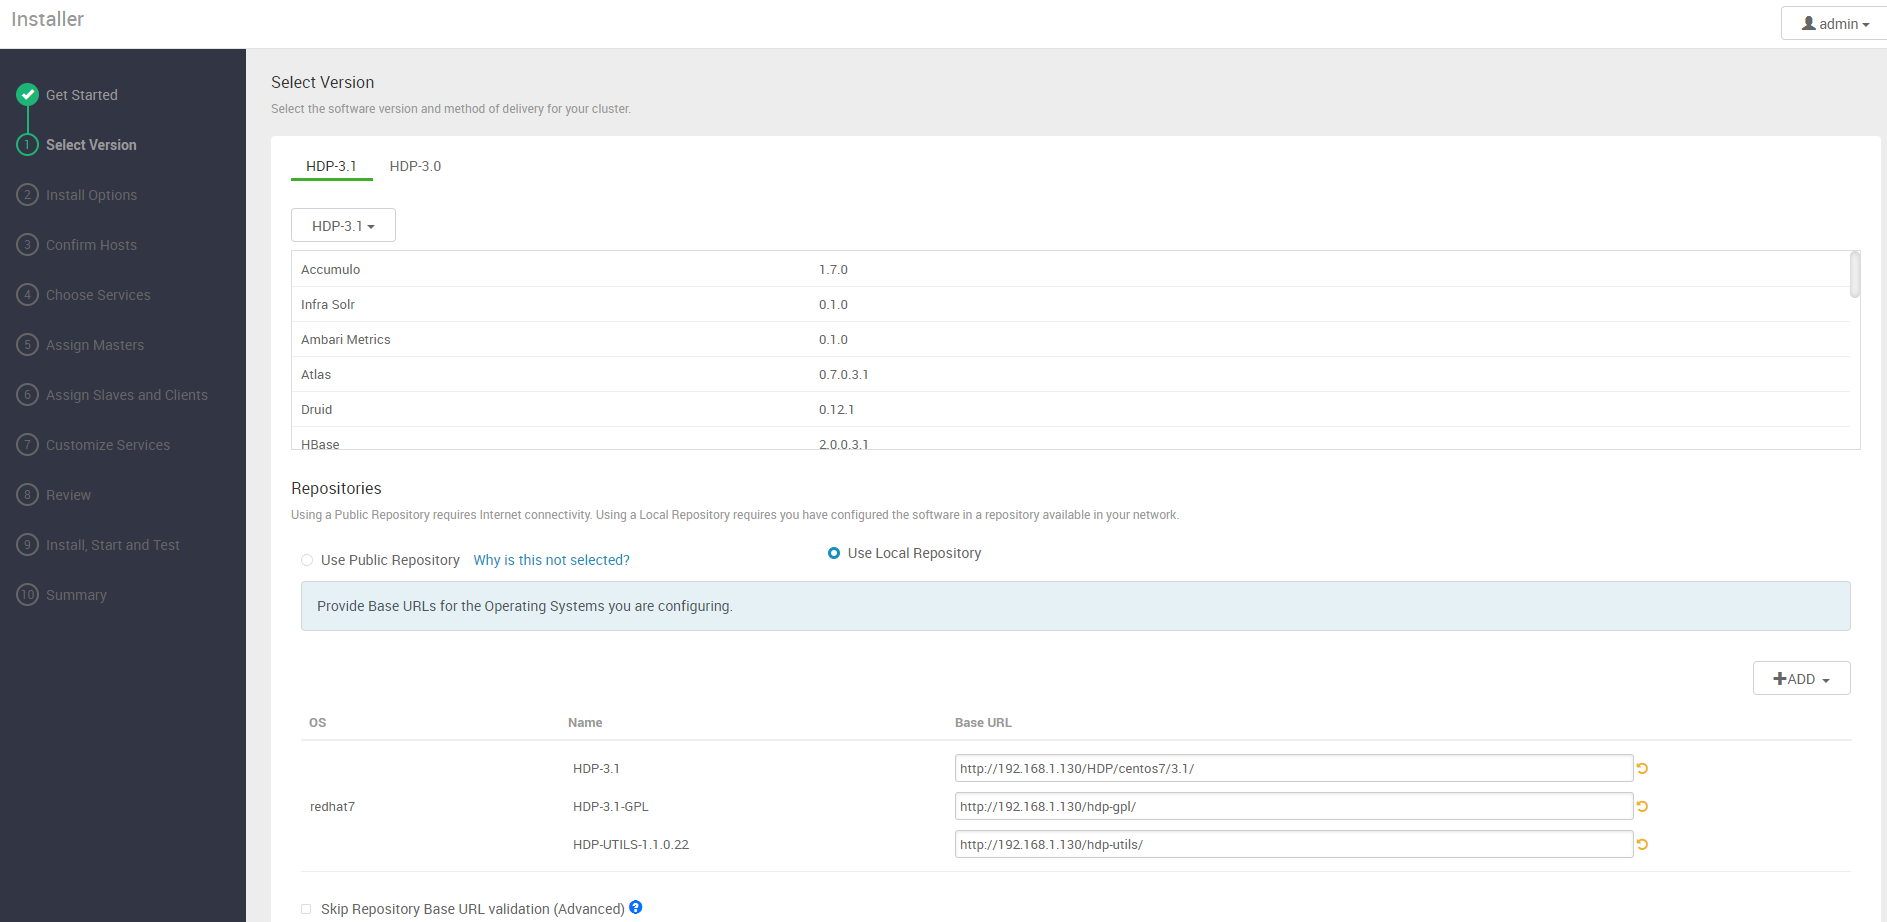 Installer
admin
Get Started
1 Select Version
2 Install Options
3 Confirm Hosts
4 Choose Services
5 Assign Masters
6 Assign Slaves and Clients
7 Customize Services
8 Review
9 Install, Start and Test
10 Summary
Select Version
Select the software version and method of delivery for your cluster.
HDP-3.1 HDP-3.0
HDP-3.1
Accumulo 1.7.0
Infra Solr 0.1.0
Ambari Metrics 0.1.0
Atlas 0.7.0.3.1
Druid 0.12.1
HBase 2.0.0.3.1
Repositories
Using a Public Repository requires Internet connectivity. Using a Local Repository requires you have configured the software in a repository available in your network.
Use Public Repository Why is this not selected? Use Local Repository
Provide Base URLs for the Operating Systems you are configuring.
ADD
OS Name Base URL
HDP-3.1 http://192.168.1.130/HDP/centos7/3.1/
redhat7 HDP-3.1-GPL http://192.168.1.130/hdp-gpl/
HDP-UTILS-1.1.0.22 http://192.168.1.130/hdp-utils/
Skip Repository Base URL validation (Advanced) ?